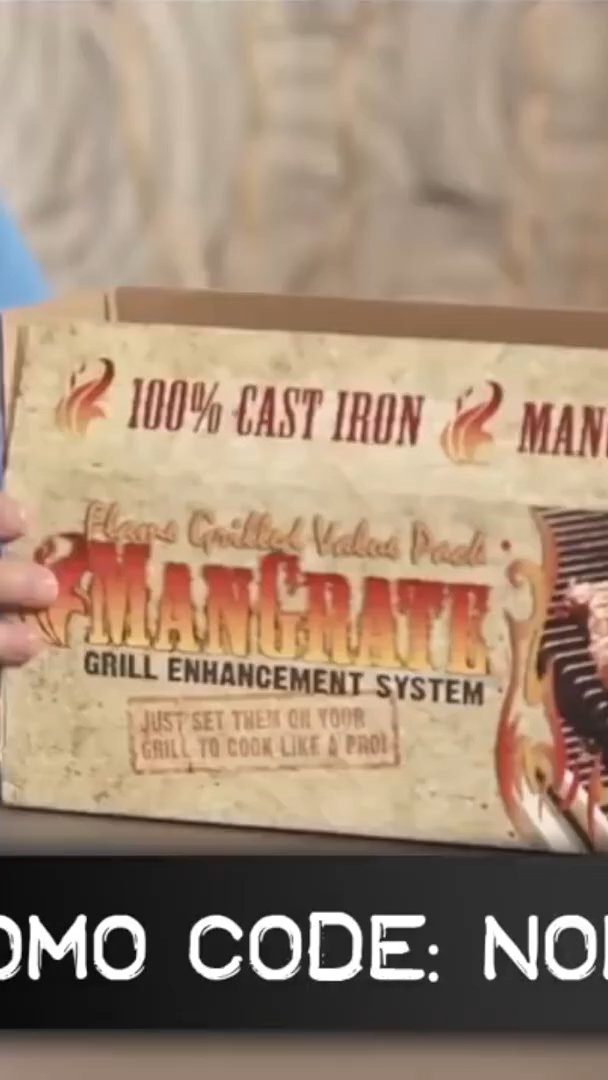 100% CAST IRON MAN
Flame Grilled Value Pack
MANGRATE
GRILL ENHANCEMENT SYSTEM
JUST SET THEM ON YOUR
GRILL TO COOK LIKE A PRO!
OMO CODE: NO